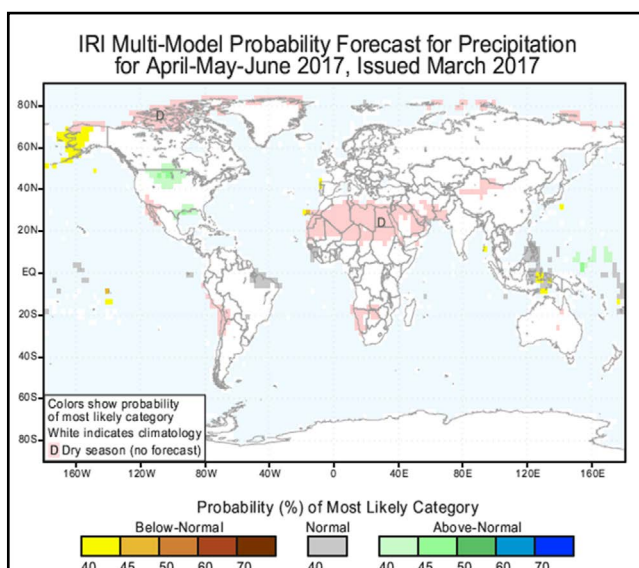 IRI Multi-Model Probability Forecast for Precipitation
for April-May-June 2017, Issued March 2017
80N
60N
40N
20N
EQ
20S
40S
60S
80S
D
D
Colors show probability
of most likely category
White indicates climatology
D Dry season (no forecast)
160W 120W 80W 40W 0 40E 80E 120E 160E
Probability (%) of Most Likely Category
Below-Normal Normal Above-Normal
40 45 50 60 70 40 40 45 50 60 70